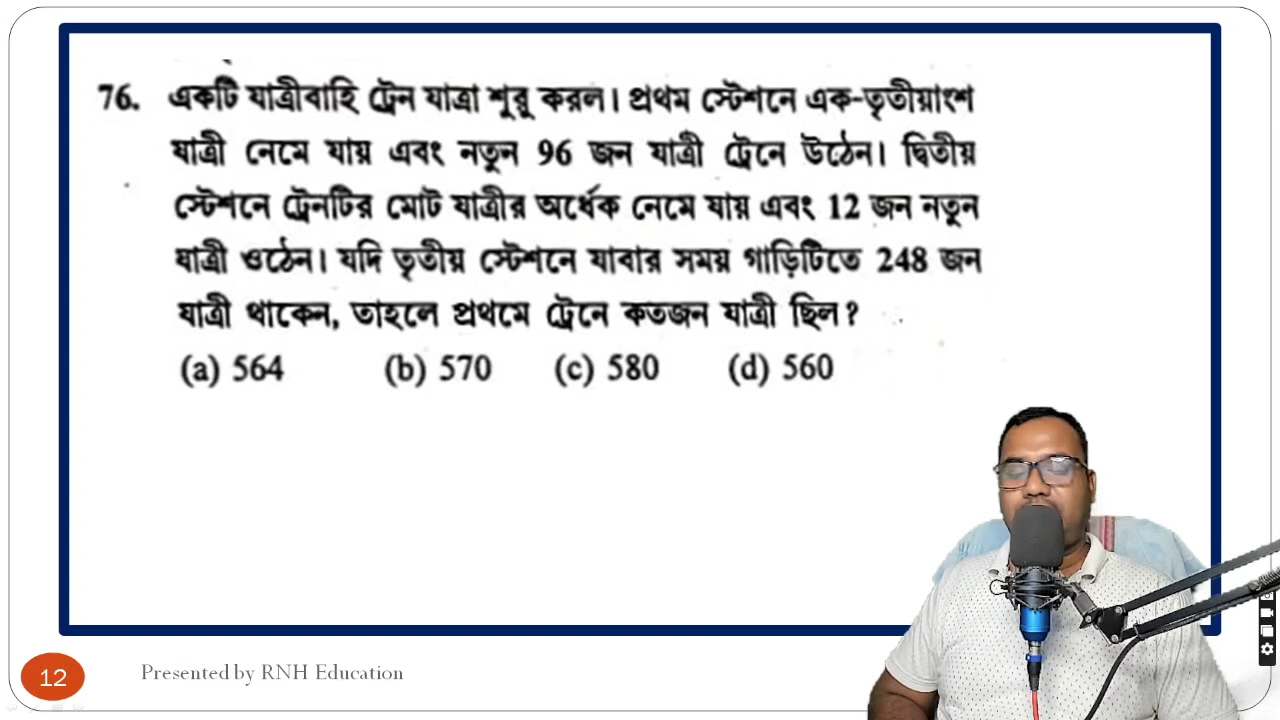 76. একটি যাত্রীবাহি ট্রেন যাত্রা শুরু করল। প্রথম স্টেশনে এক-তৃতীয়াংশ
যাত্রী নেমে যায় এবং নতুন 96 জন যাত্রী ট্রেনে উঠেন। দ্বিতীয়
স্টেশনে ট্রেনটির মোট যাত্রীর অর্ধেক নেমে যায় এবং 12 জন নতুন
যাত্রী ওঠেন। যদি তৃতীয় স্টেশনে যাবার সময় গাড়িটিতে 248 জন
যাত্রী থাকেন, তাহলে প্রথমে ট্রেনে কতজন যাত্রী ছিল?
(a) 564 (b) 570 (c) 580 (d) 560
12 Presented by RNH Education